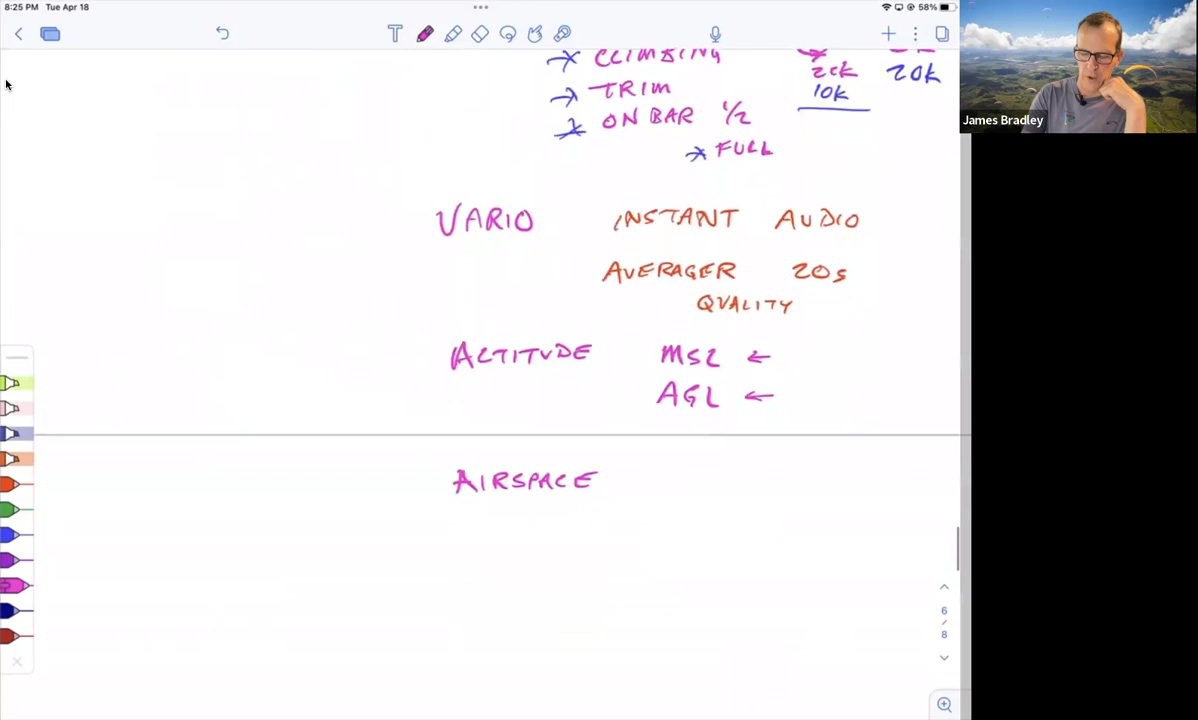 8:25 PM Tue Apr 18
58%
CLIMBING
20k 20k
TRIM 10k
ON BAR 1/2
FULL
James Bradley
VARIO INSTANT AUDIO
AVERAGER 20s
QUALITY
ALTITUDE MSL ←
AGL ←
AIRSPACE
6
/
8